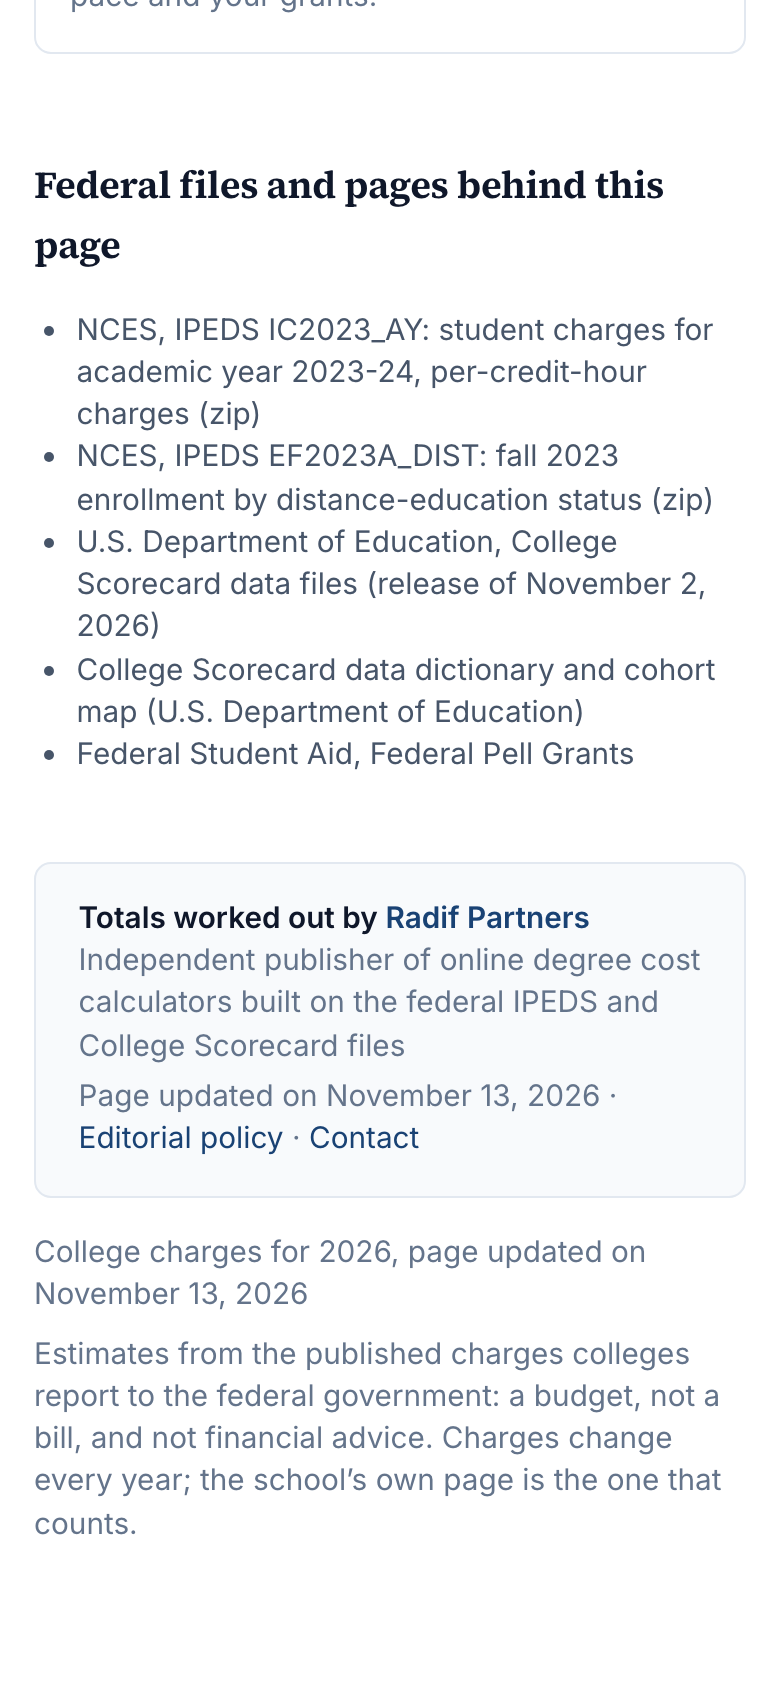 pace and your grants.
Federal files and pages behind this
page
• NCES, IPEDS IC2023_AY: student charges for
academic year 2023-24, per-credit-hour
charges (zip)
• NCES, IPEDS EF2023A_DIST: fall 2023
enrollment by distance-education status (zip)
• U.S. Department of Education, College
Scorecard data files (release of November 2,
2026)
• College Scorecard data dictionary and cohort
map (U.S. Department of Education)
• Federal Student Aid, Federal Pell Grants
Totals worked out by Radif Partners
Independent publisher of online degree cost
calculators built on the federal IPEDS and
College Scorecard files
Page updated on November 13, 2026 ·
Editorial policy · Contact
College charges for 2026, page updated on
November 13, 2026
Estimates from the published charges colleges
report to the federal government: a budget, not a
bill, and not financial advice. Charges change
every year; the school’s own page is the one that
counts.